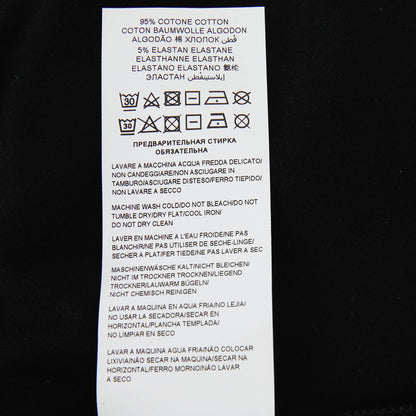 95% COTONE COTTON
COTON BAUMWOLLE ALGODON
ALGODÃO 棉 ХЛОПОК قطن
5% ELASTAN ELASTANE
ELASTHANNE ELASTHAN
ELASTANO ELASTANO 氨纶
ЭЛАСТАН إيلاستينقطن
30
30
ПРЕДВАРИТЕЛЬНАЯ СТИРКА
ОБЯЗАТЕЛЬНА
LAVARE A MACCHINA ACQUA FREDDA DELICATO/
NON CANDEGGIARE/NON ASCIUGARE IN
TAMBURO/ASCIUGARE DISTESO/FERRO TIEPIDO/
NON LAVARE A SECCO
MACHINE WASH COLD/DO NOT BLEACH/DO NOT
TUMBLE DRY/DRY FLAT/COOL IRON/
DO NOT DRY CLEAN
LAVER EN MACHINE A L'EAU FROIDE/NE PAS
BLANCHIR/NE PAS UTILISER DE SECHE-LINGE/
SECHER A PLAT/FER TIEDE/NE PAS LAVER A SEC
MASCHINENWÄSCHE KALT/NICHT BLEICHEN/
NICHT IM TROCKNER TROCKNEN/LIEGEND
TROCKNER/LAUWARM BÜGELN/
NICHT CHEMISCH REINIGEN
LAVAR A MAQUINA EN AQUA FRIA/NO LEJIA/
NO USAR LA SECADORA/SECAR EN
HORIZONTAL/PLANCHA TEMPLADA/
NO LIMPIAR EN SECO
LAVAR A MAQUINA AGUA FRIA/NÃO COLOCAR
LIXIVIA/NÃO SECAR NA MAQUINA/SECAR NA
HORIZONTAL/FERRO MORNO/NÃO LAVAR
A SECO